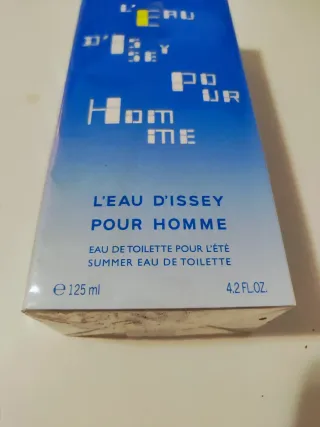 L'EAU
D'ISSEY
POUR
HOMME
L'EAU D'ISSEY
POUR HOMME
EAU DE TOILETTE POUR L'ÉTÉ
SUMMER EAU DE TOILETTE
℮ 125 ml 4.2 FL.OZ.